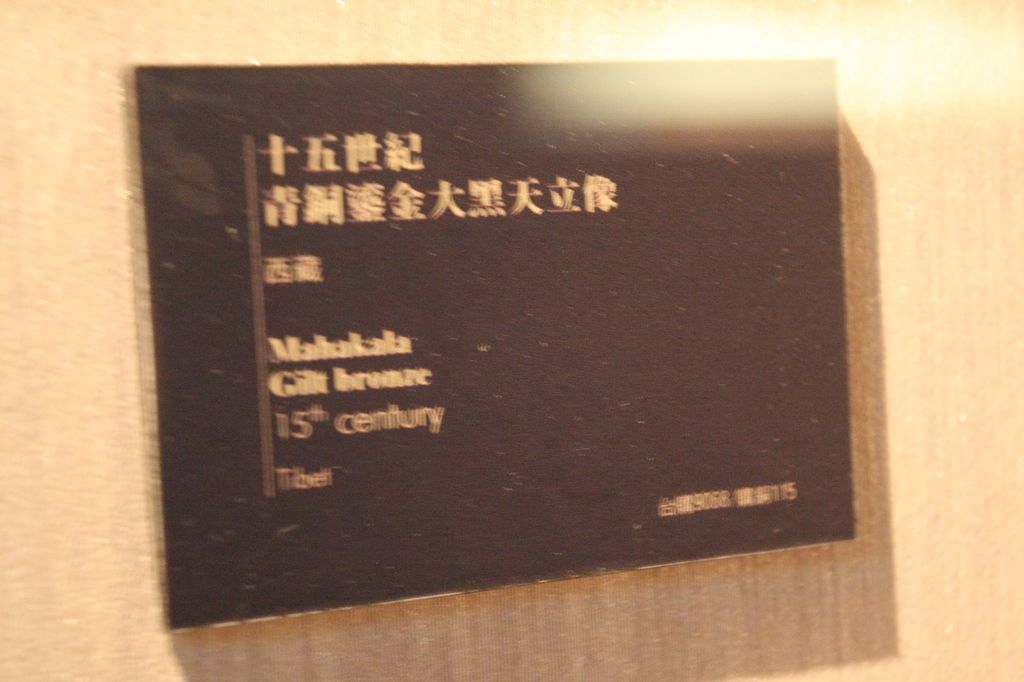 十五世紀
青銅鎏金大黑天立像
西藏
Mahakala
Gilt bronze
15th century
Tibet